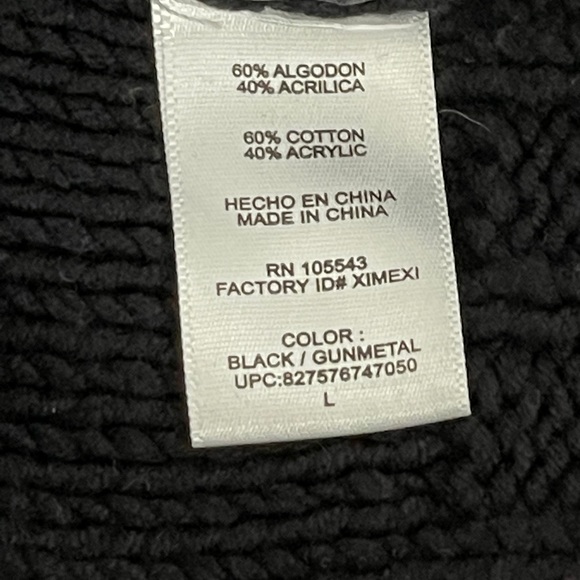 60% ALGODON
40% ACRILICA
60% COTTON
40% ACRYLIC
HECHO EN CHINA
MADE IN CHINA
RN 105543
FACTORY ID# XIMEXI
COLOR :
BLACK / GUNMETAL
UPC:827576747050
L